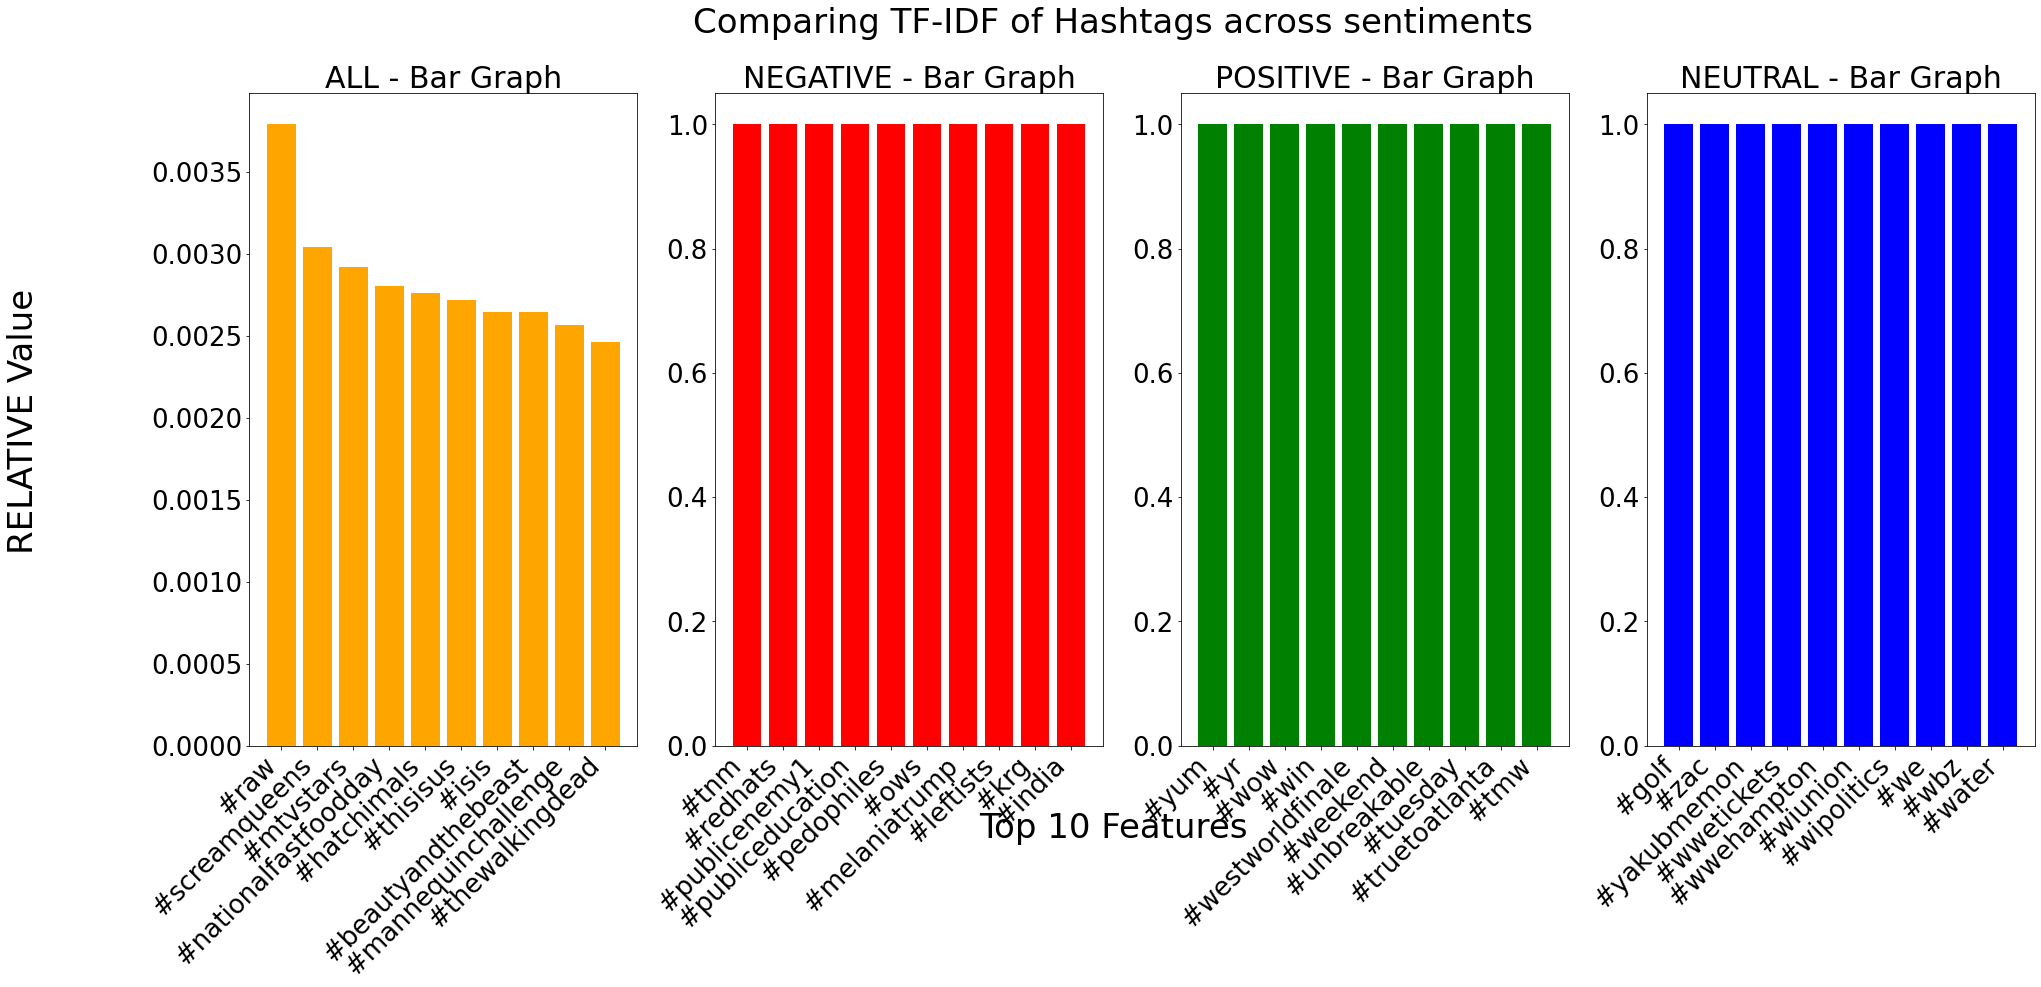 Comparing TF-IDF of Hashtags across sentiments
RELATIVE Value
ALL - Bar Graph
0.0035
0.0030
0.0025
0.0020
0.0015
0.0010
0.0005
0.0000
#raw
#screamqueens
#mtvstars
#nationalfastfoodday
#hatchimals
#thisisus
#isis
#beautyandthebeast
#mannequinchallenge
#thewalkingdead
NEGATIVE - Bar Graph
1.0
0.8
0.6
0.4
0.2
0.0
#tnm
#redhats
#publicenemy1
#publiceducation
#pedophiles
#ows
#melaniatrump
#leftists
#krg
#india
POSITIVE - Bar Graph
1.0
0.8
0.6
0.4
0.2
0.0
#yum
#yr
#wow
#win
#westworldfinale
#weekend
#unbreakable
#tuesday
#truetoatlanta
#tmw
NEUTRAL - Bar Graph
1.0
0.8
0.6
0.4
0.2
0.0
#golf
#zac
#yakubmemon
#wwetickets
#wwehampton
#wiunion
#wipolitics
#we
#wbz
#water
Top 10 Features